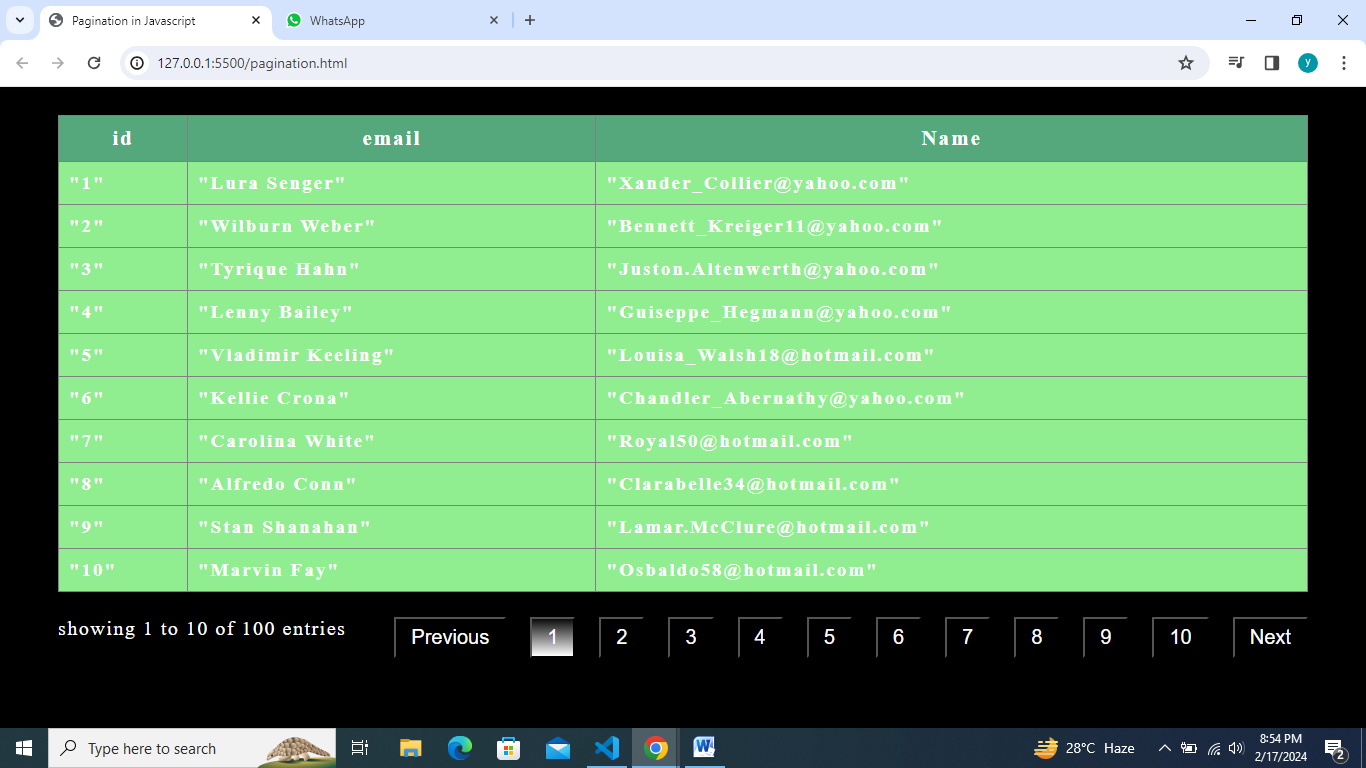 Pagination in Javascript
WhatsApp
127.0.0.1:5500/pagination.html
y
id email Name
"1" "Lura Senger" "Xander_Collier@yahoo.com"
"2" "Wilburn Weber" "Bennett_Kreiger11@yahoo.com"
"3" "Tyrique Hahn" "Juston.Altenwerth@yahoo.com"
"4" "Lenny Bailey" "Guiseppe_Hegmann@yahoo.com"
"5" "Vladimir Keeling" "Louisa_Walsh18@hotmail.com"
"6" "Kellie Crona" "Chandler_Abernathy@yahoo.com"
"7" "Carolina White" "Royal50@hotmail.com"
"8" "Alfredo Conn" "Clarabelle34@hotmail.com"
"9" "Stan Shanahan" "Lamar.McClure@hotmail.com"
"10" "Marvin Fay" "Osbaldo58@hotmail.com"
showing 1 to 10 of 100 entries Previous 1 2 3 4 5 6 7 8 9 10 Next
Type here to search
W
28°C Haze
8:54 PM
2/17/2024
2